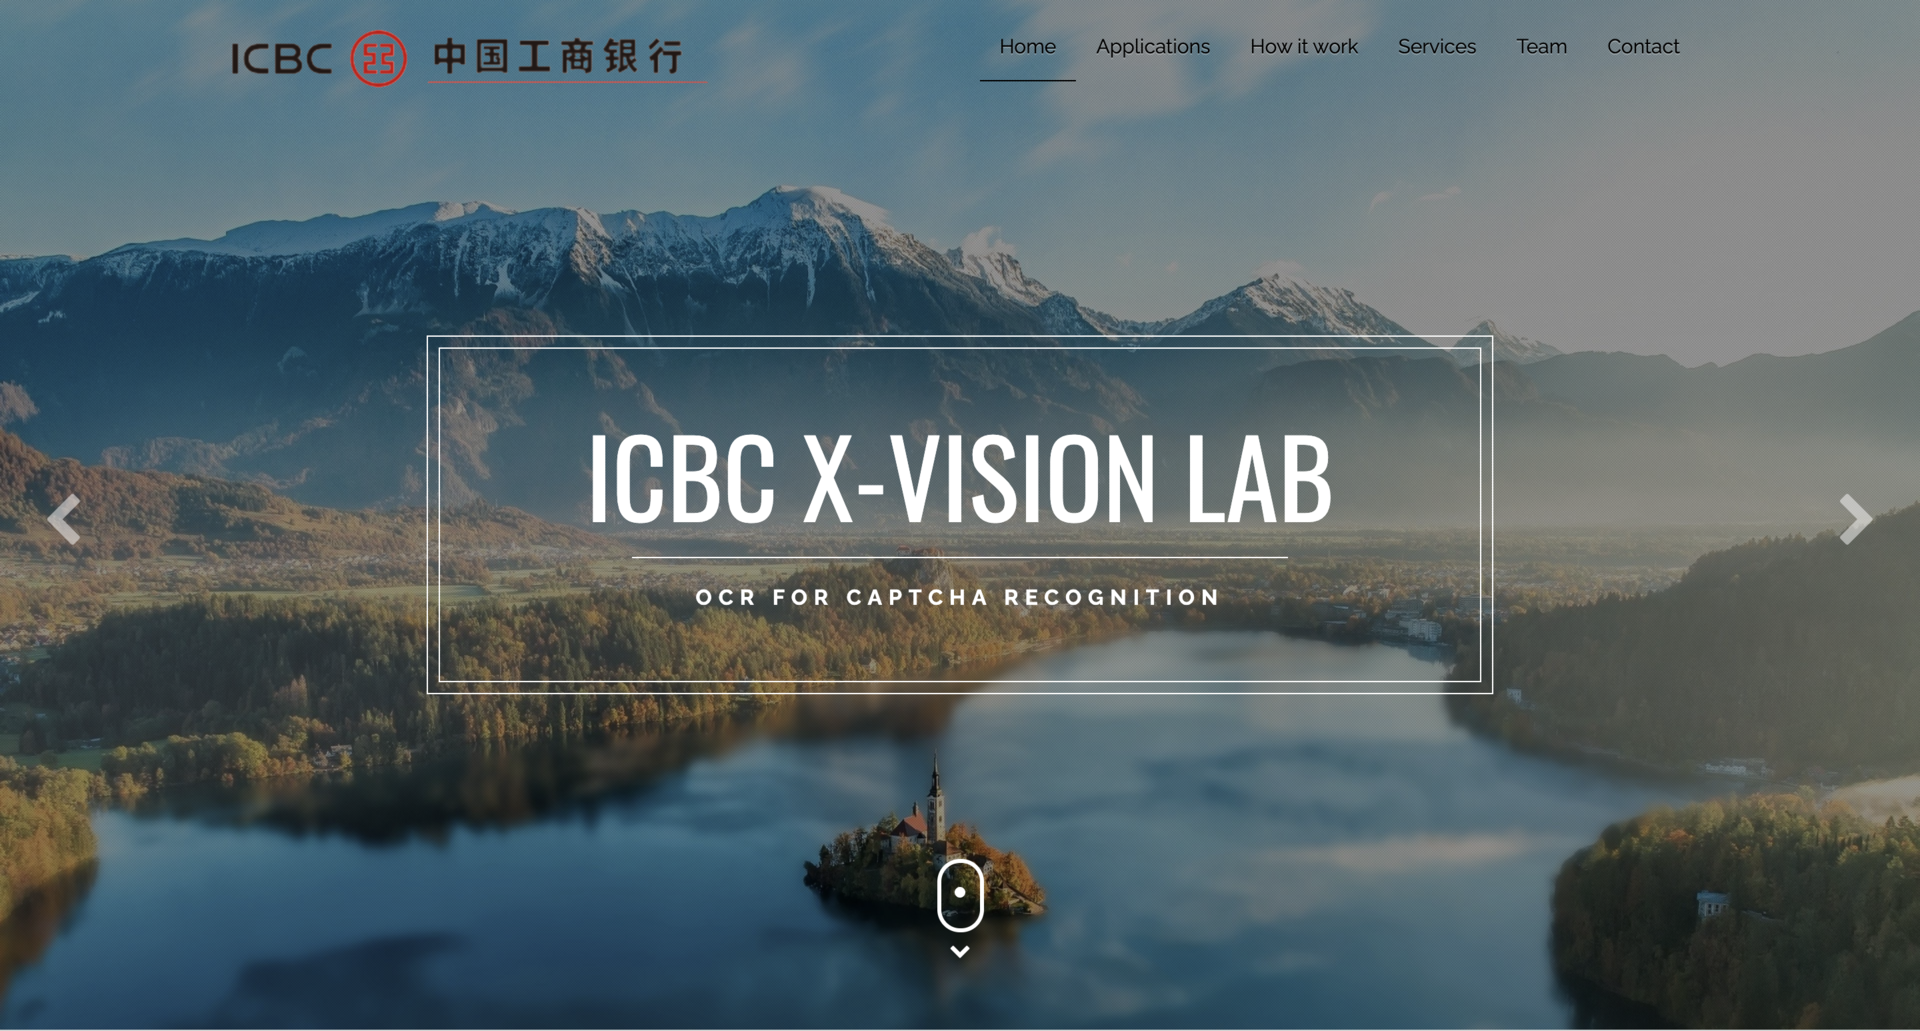 ICBC 中国工商银行
Home Applications How it work Services Team Contact
ICBC X-VISION LAB
OCR FOR CAPTCHA RECOGNITION